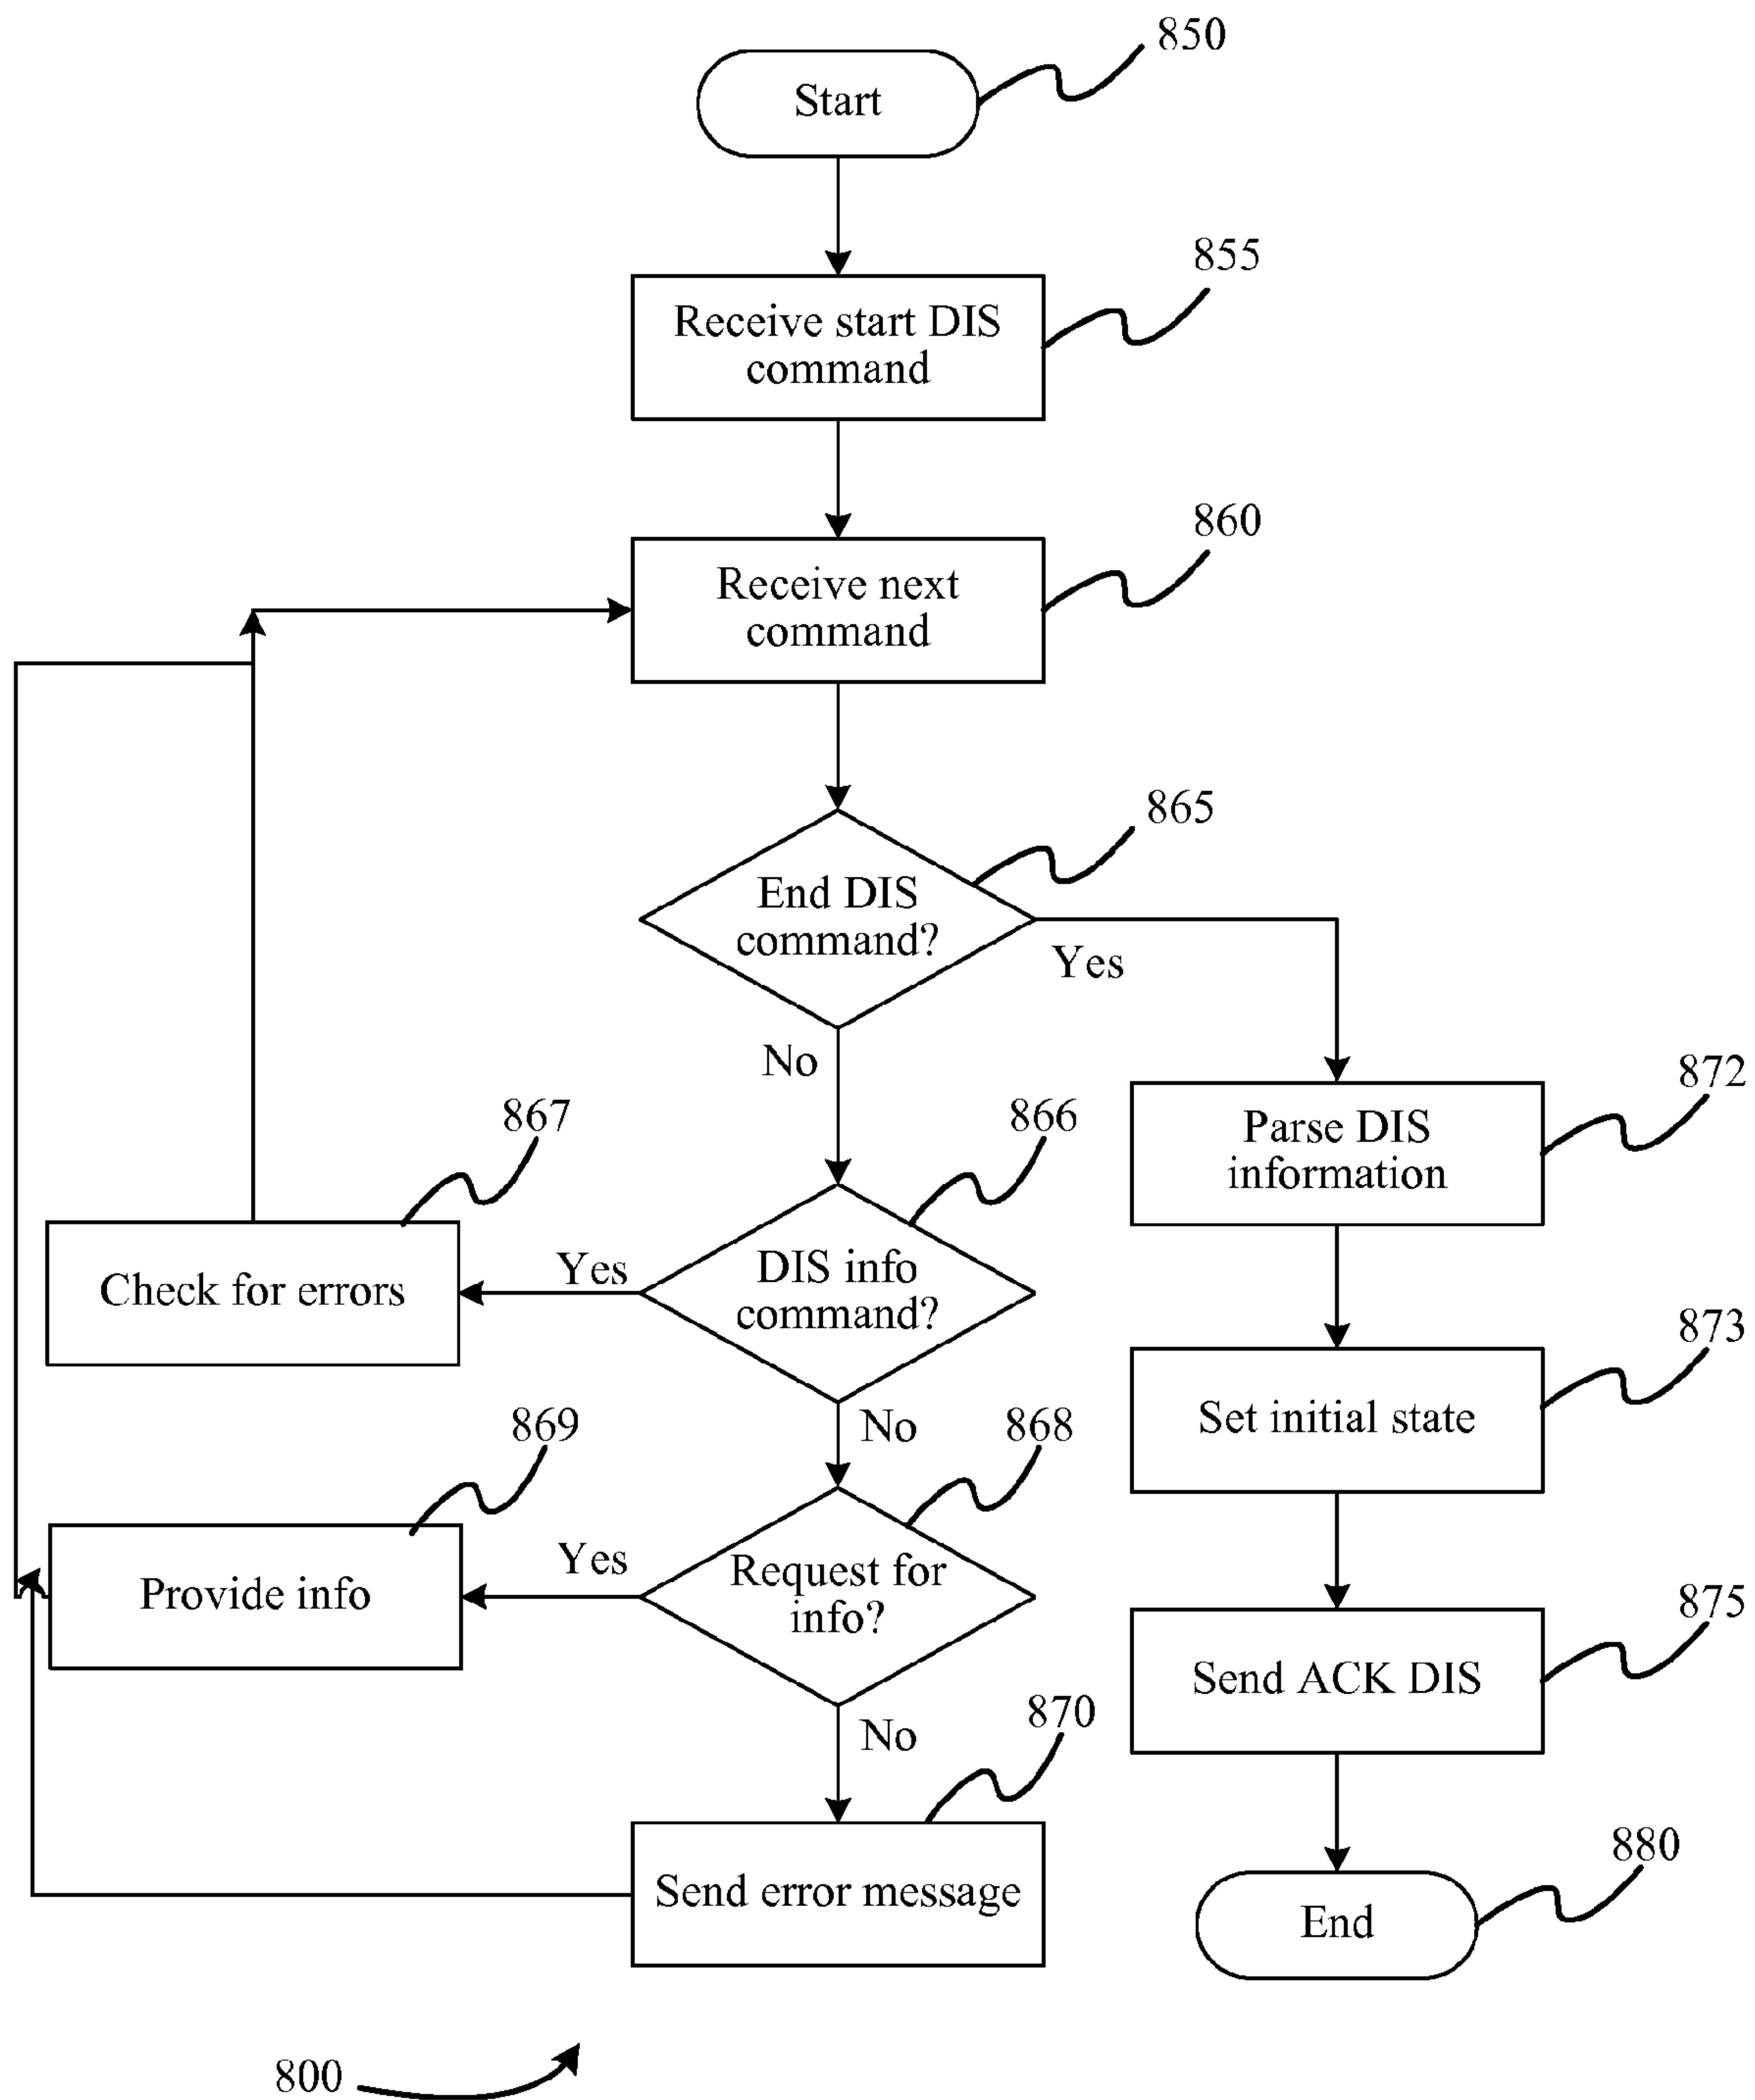 850
Start
855
Receive start DIS
command
860
Receive next
command
865
End DIS
command?
Yes
No
872
Parse DIS
information
867
866
Check for errors
Yes
DIS info
command?
873
Set initial state
No
869
868
Provide info
Yes
Request for
info?
875
Send ACK DIS
No
870
Send error message
880
End
800